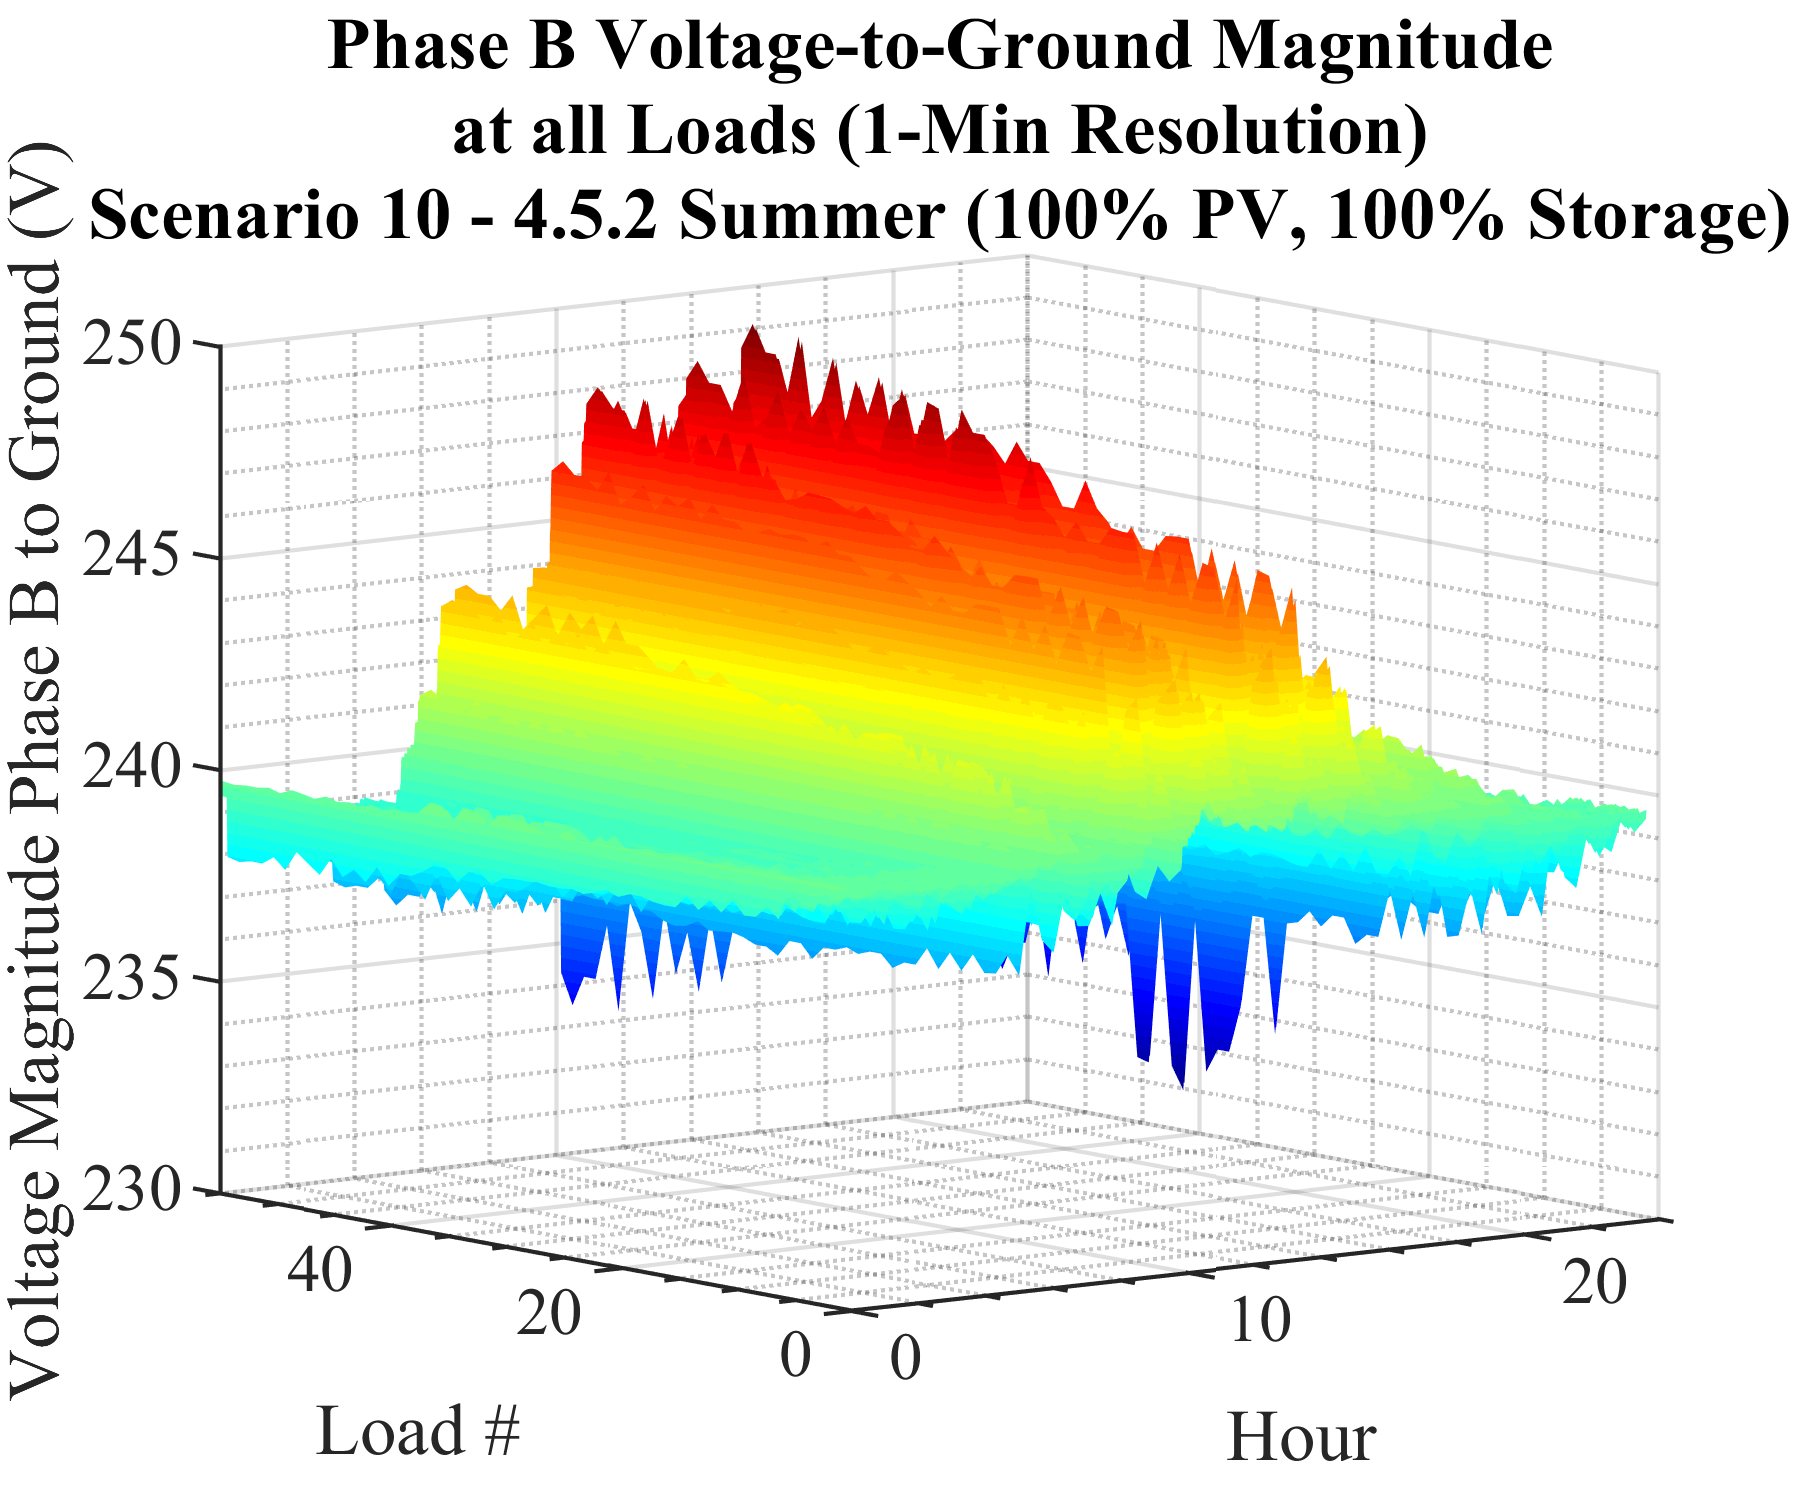 Phase B Voltage-to-Ground Magnitude
at all Loads (1-Min Resolution)
Scenario 10 - 4.5.2 Summer (100% PV, 100% Storage)
Voltage Magnitude Phase B to Ground (V)
250
245
240
235
230
40
20
0
0
10
20
Load #
Hour